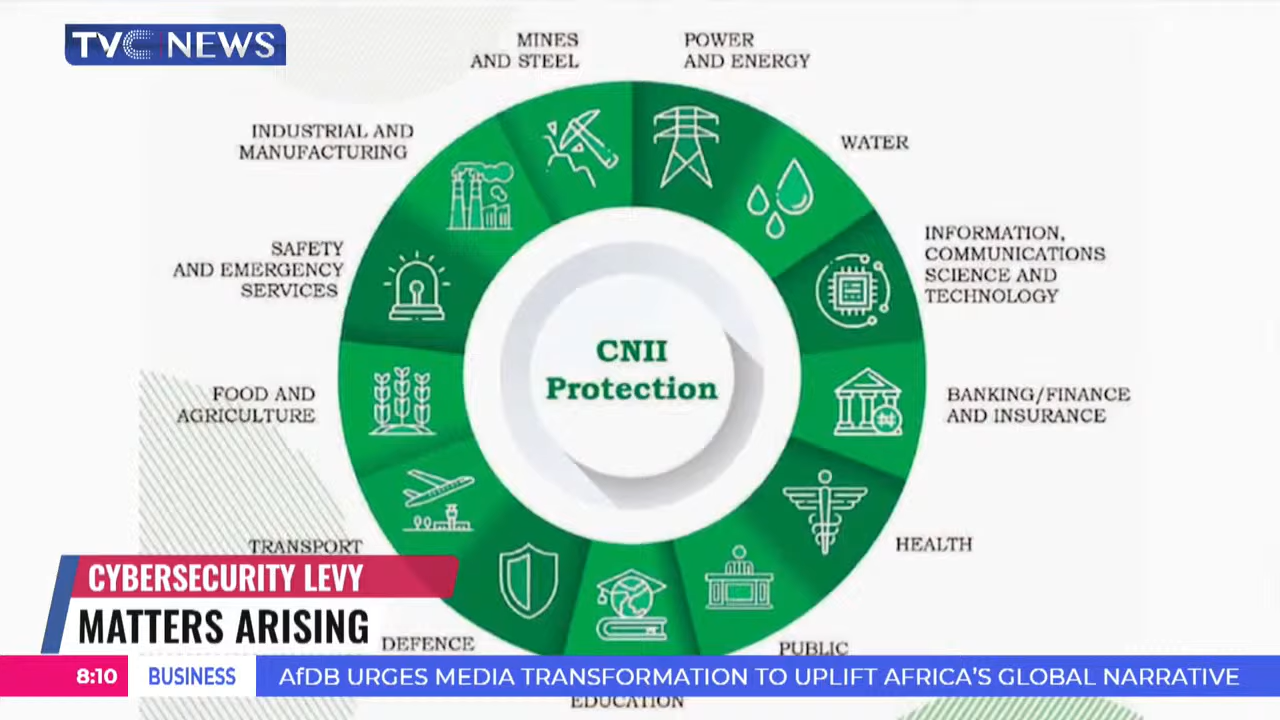 TVC NEWS
MINES
AND STEEL
POWER
AND ENERGY
INDUSTRIAL AND
MANUFACTURING
WATER
SAFETY
AND EMERGENCY
SERVICES
INFORMATION,
COMMUNICATIONS
SCIENCE AND
TECHNOLOGY
CNII
Protection
FOOD AND
AGRICULTURE
BANKING/FINANCE
AND INSURANCE
TRANSPORT
HEALTH
DEFENCE
PUBLIC
EDUCATION
CYBERSECURITY LEVY
MATTERS ARISING
8:10
BUSINESS
AfDB URGES MEDIA TRANSFORMATION TO UPLIFT AFRICA'S GLOBAL NARRATIVE